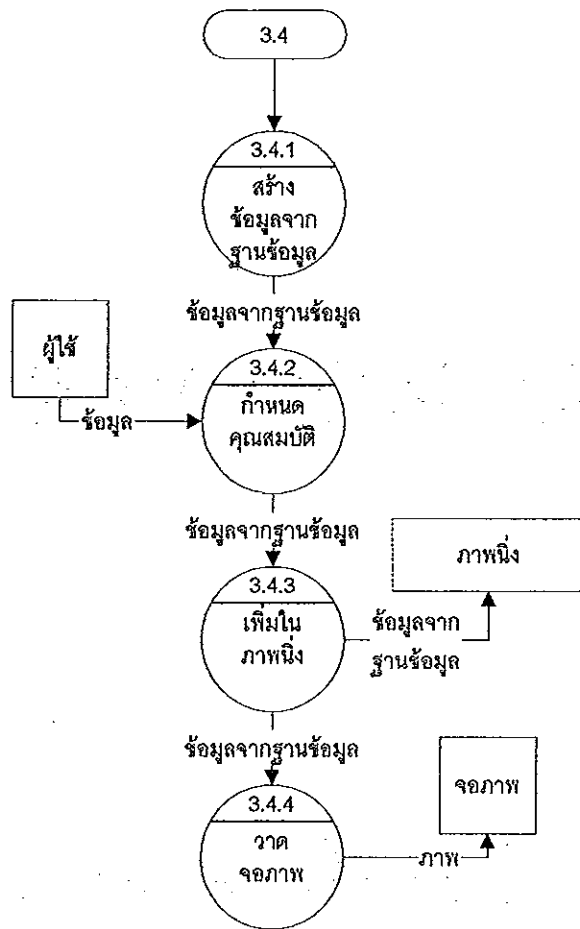 3.4
3.4.1
สร้าง
ข้อมูลจาก
ฐานข้อมูล
ข้อมูลจากฐานข้อมูล
ผู้ใช้
ข้อมูล
3.4.2
กำหนด
คุณสมบัติ
ข้อมูลจากฐานข้อมูล
ภาพนิ่ง
3.4.3
เพิ่มใน
ภาพนิ่ง
ข้อมูลจาก
ฐานข้อมูล
ข้อมูลจากฐานข้อมูล
จอภาพ
3.4.4
วาด
จอภาพ
ภาพ